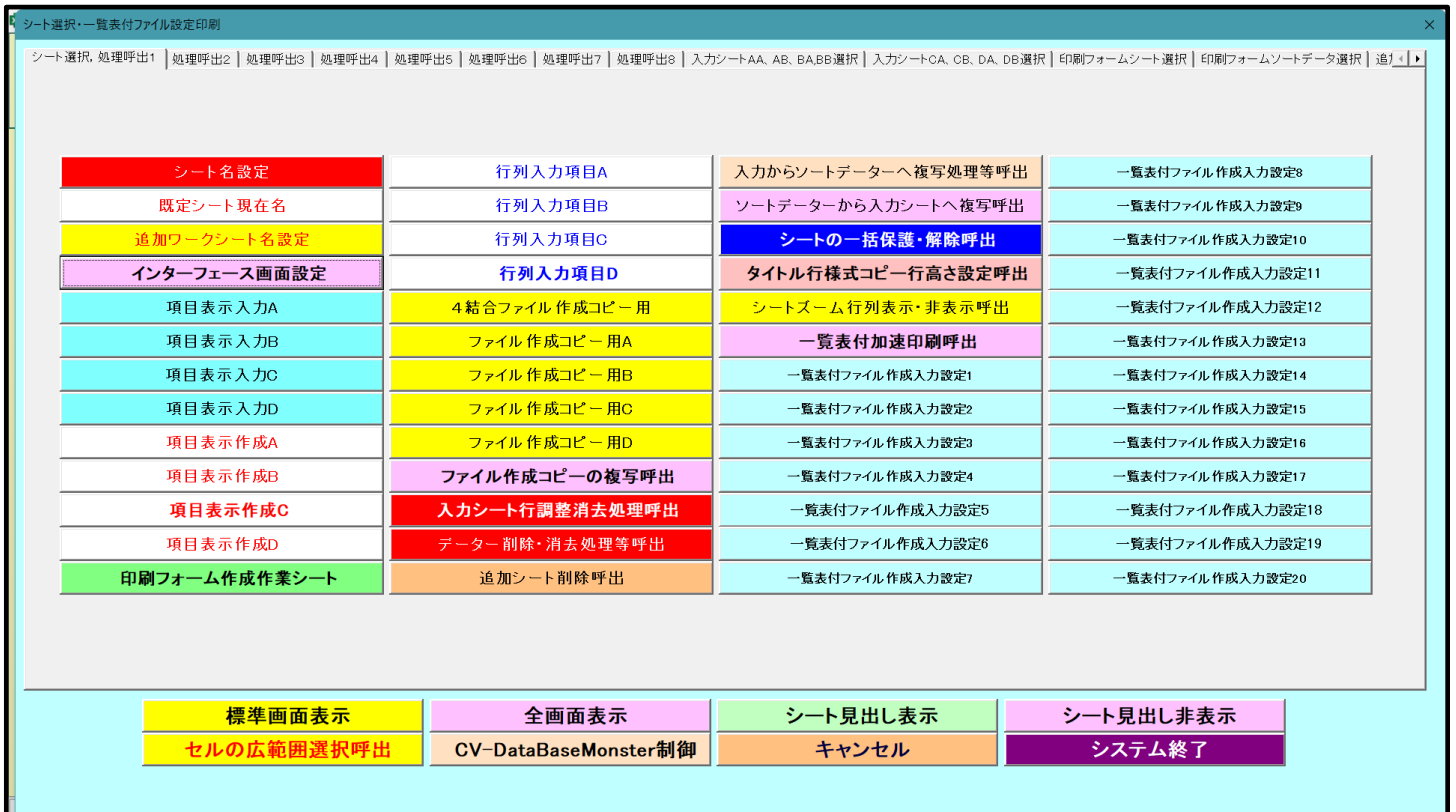 シート選択・一覧表付ファイル設定印刷
シート選択, 処理呼出1 処理呼出2 処理呼出3 処理呼出4 処理呼出5 処理呼出6 処理呼出7 処理呼出8 入力シートAA、AB、BA,BB選択 入力シートCA、CB、DA、DB選択 印刷フォームシート選択 印刷フォームソートデータ選択
シート名設定 行列入力項目A 入力からソートデーターへ複写処理等呼出 一覧表付ファイル作成入力設定8
既定シート現在名 行列入力項目B ソートデーターから入力シートへ複写呼出 一覧表付ファイル作成入力設定9
追加ワークシート名設定 行列入力項目C シートの一括保護・解除呼出 一覧表付ファイル作成入力設定10
インターフェース画面設定 行列入力項目D タイトル行様式コピー行高さ設定呼出 一覧表付ファイル作成入力設定11
項目表示入力A 4結合ファイル作成コピー用 シートズーム行列表示・非表示呼出 一覧表付ファイル作成入力設定12
項目表示入力B ファイル作成コピー用A 一覧表付加速印刷呼出 一覧表付ファイル作成入力設定13
項目表示入力C ファイル作成コピー用B 一覧表付ファイル作成入力設定1 一覧表付ファイル作成入力設定14
項目表示入力D ファイル作成コピー用C 一覧表付ファイル作成入力設定2 一覧表付ファイル作成入力設定15
項目表示作成A ファイル作成コピー用D 一覧表付ファイル作成入力設定3 一覧表付ファイル作成入力設定16
項目表示作成B ファイル作成コピーの複写呼出 一覧表付ファイル作成入力設定4 一覧表付ファイル作成入力設定17
項目表示作成C 入力シート行調整消去処理呼出 一覧表付ファイル作成入力設定5 一覧表付ファイル作成入力設定18
項目表示作成D データー削除・消去処理等呼出 一覧表付ファイル作成入力設定6 一覧表付ファイル作成入力設定19
印刷フォーム作成作業シート 追加シート削除呼出 一覧表付ファイル作成入力設定7 一覧表付ファイル作成入力設定20
標準画面表示 全画面表示 シート見出し表示 シート見出し非表示
セルの広範囲選択呼出 CV-DataBaseMonster制御 キャンセル システム終了